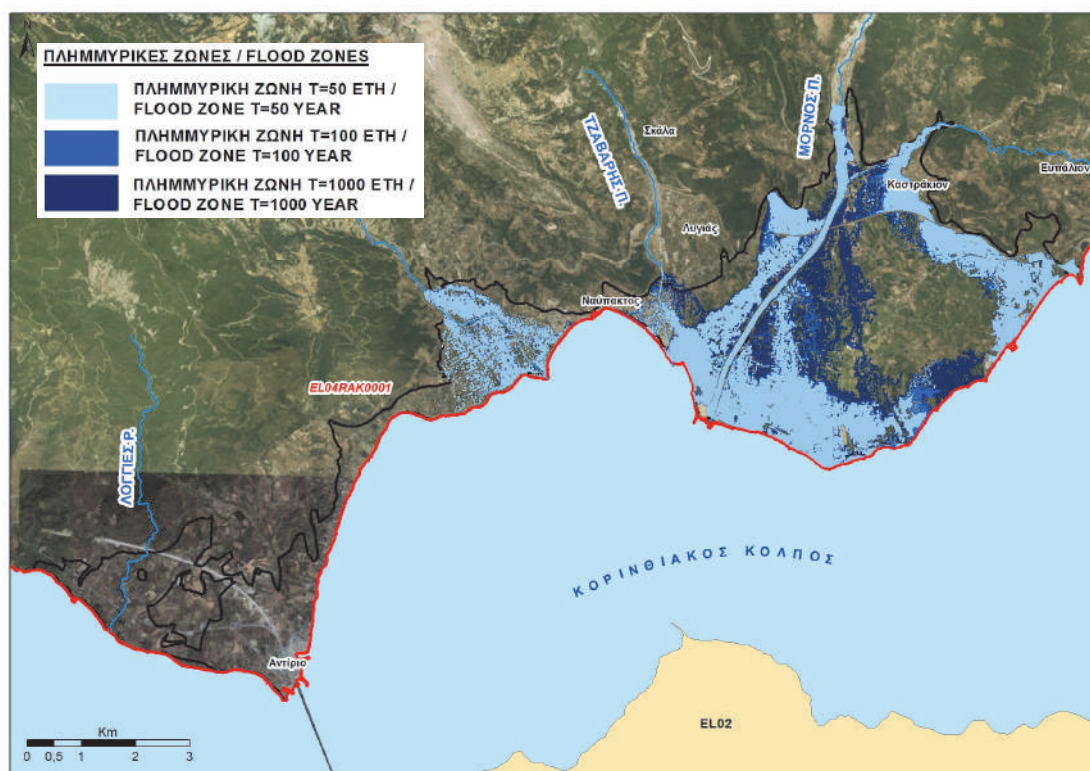 N
ΠΛΗΜΜΥΡΙΚΕΣ ΖΩΝΕΣ / FLOOD ZONES
ΠΛΗΜΜΥΡΙΚΗ ΖΩΝΗ Τ=50 ΕΤΗ /
FLOOD ZONE T=50 YEAR
ΠΛΗΜΜΥΡΙΚΗ ΖΩΝΗ Τ=100 ΕΤΗ /
FLOOD ZONE T=100 YEAR
ΠΛΗΜΜΥΡΙΚΗ ΖΩΝΗ Τ=1000 ΕΤΗ /
FLOOD ZONE T=1000 YEAR
ΤΖΑΒΑΡΗΣ Π.
Σκάλα
ΜΟΡΝΟΣ Π.
Ευπάλιον
Καστράκιον
Λυγιάς
Ναύπακτος
EL04RAK0001
ΛΟΓΓΙΕΣ Ρ.
ΚΟΡΙΝΘΙΑΚΟΣ ΚΟΛΠΟΣ
Αντίριο
EL02
Km
0 0,5 1 2 3